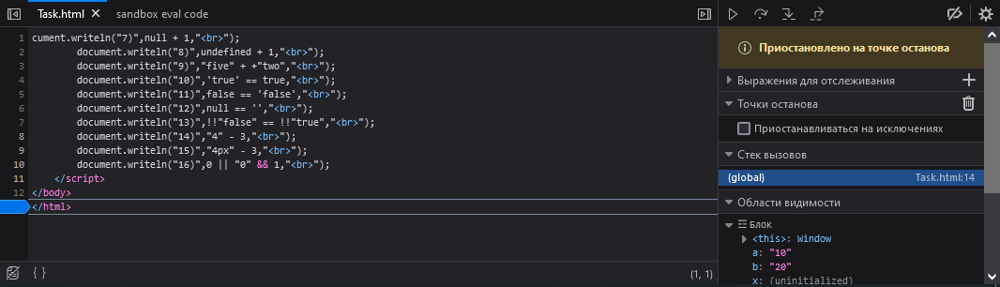 Task.html
sandbox eval code
1 cument.writeln("7)",null + 1,"<br>");
2 document.writeln("8)",undefined + 1,"<br>");
3 document.writeln("9)","five" + +"two","<br>");
4 document.writeln("10)",'true' == true,"<br>");
5 document.writeln("11)",false == 'false',"<br>");
6 document.writeln("12)",null == '',"<br>");
7 document.writeln("13)",!!"false" == !!"true","<br>");
8 document.writeln("14)","4" - 3,"<br>");
9 document.writeln("15)","4px" - 3,"<br>");
10 document.writeln("16)",0 || "0" && 1,"<br>");
11 </script>
12 </body>
</html>
{ }
(1, 1)
Приостановлено на точке останова
Выражения для отслеживания
Точки останова
Приостанавливаться на исключениях
Стек вызовов
(global) Task.html:14
Области видимости
Блок
<this>: Window
a: "10"
b: "20"
x: (uninitialized)